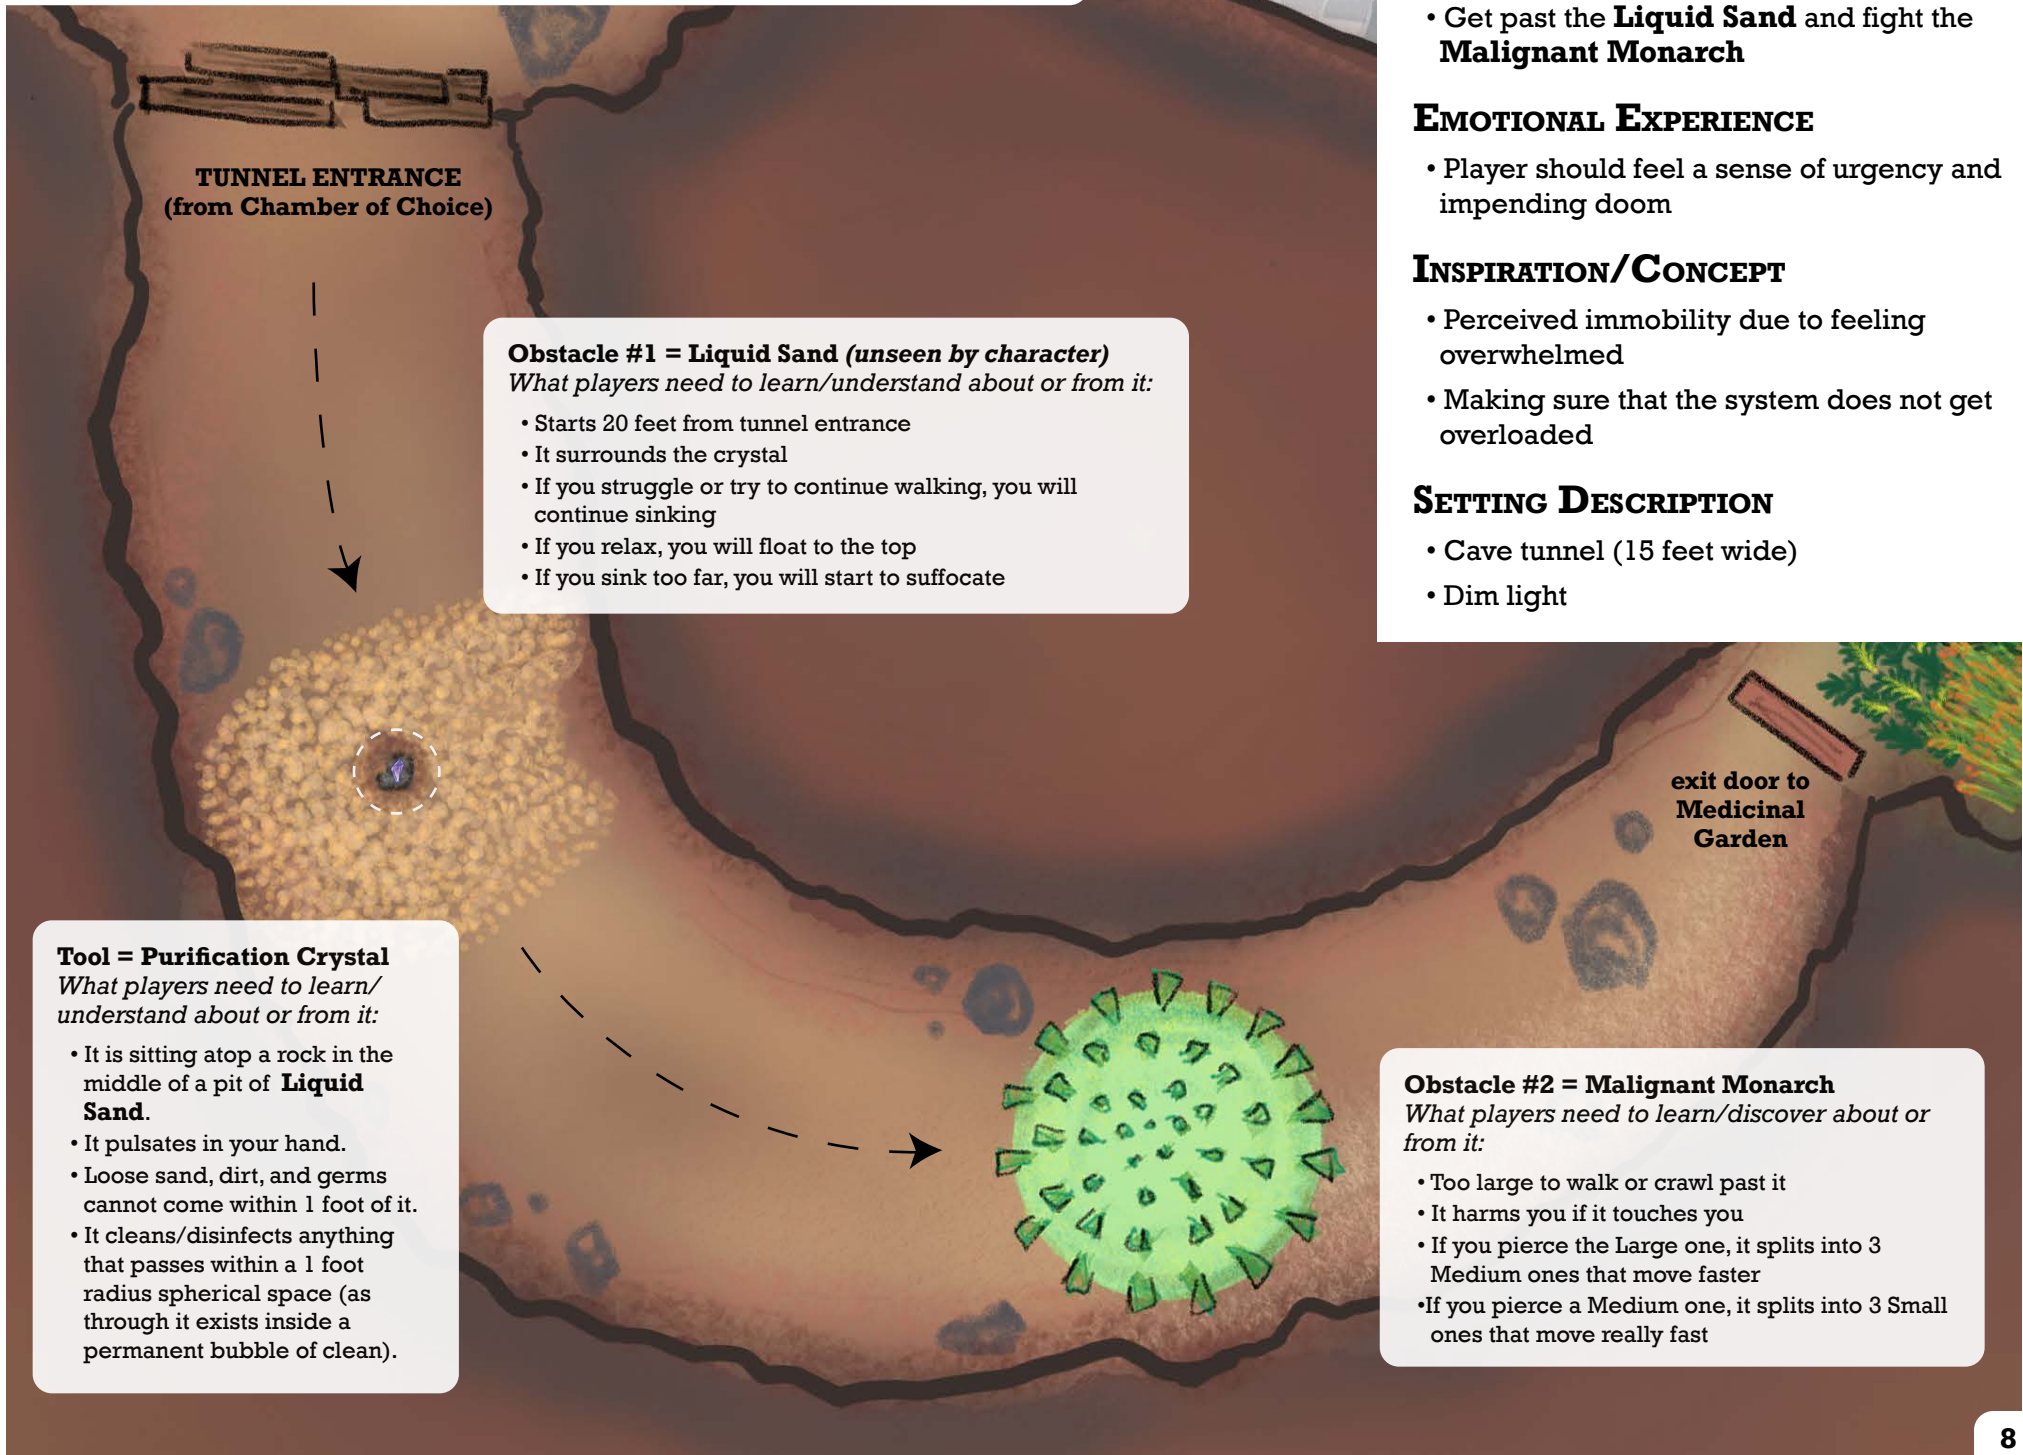 • Get past the Liquid Sand and fight the
Malignant Monarch
EMOTIONAL EXPERIENCE
• Player should feel a sense of urgency and
impending doom
INSPIRATION/CONCEPT
• Perceived immobility due to feeling
overwhelmed
• Making sure that the system does not get
overloaded
SETTING DESCRIPTION
• Cave tunnel (15 feet wide)
• Dim light
TUNNEL ENTRANCE
(from Chamber of Choice)
Obstacle #1 = Liquid Sand (unseen by character)
What players need to learn/understand about or from it:
• Starts 20 feet from tunnel entrance
• It surrounds the crystal
• If you struggle or try to continue walking, you will
continue sinking
• If you relax, you will float to the top
• If you sink too far, you will start to suffocate
exit door to
Medicinal
Garden
Tool = Purification Crystal
What players need to learn/
understand about or from it:
• It is sitting atop a rock in the
middle of a pit of Liquid
Sand.
• It pulsates in your hand.
• Loose sand, dirt, and germs
cannot come within 1 foot of it.
• It cleans/disinfects anything
that passes within a 1 foot
radius spherical space (as
through it exists inside a
permanent bubble of clean).
Obstacle #2 = Malignant Monarch
What players need to learn/discover about or
from it:
• Too large to walk or crawl past it
• It harms you if it touches you
• If you pierce the Large one, it splits into 3
Medium ones that move faster
•If you pierce a Medium one, it splits into 3 Small
ones that move really fast
8